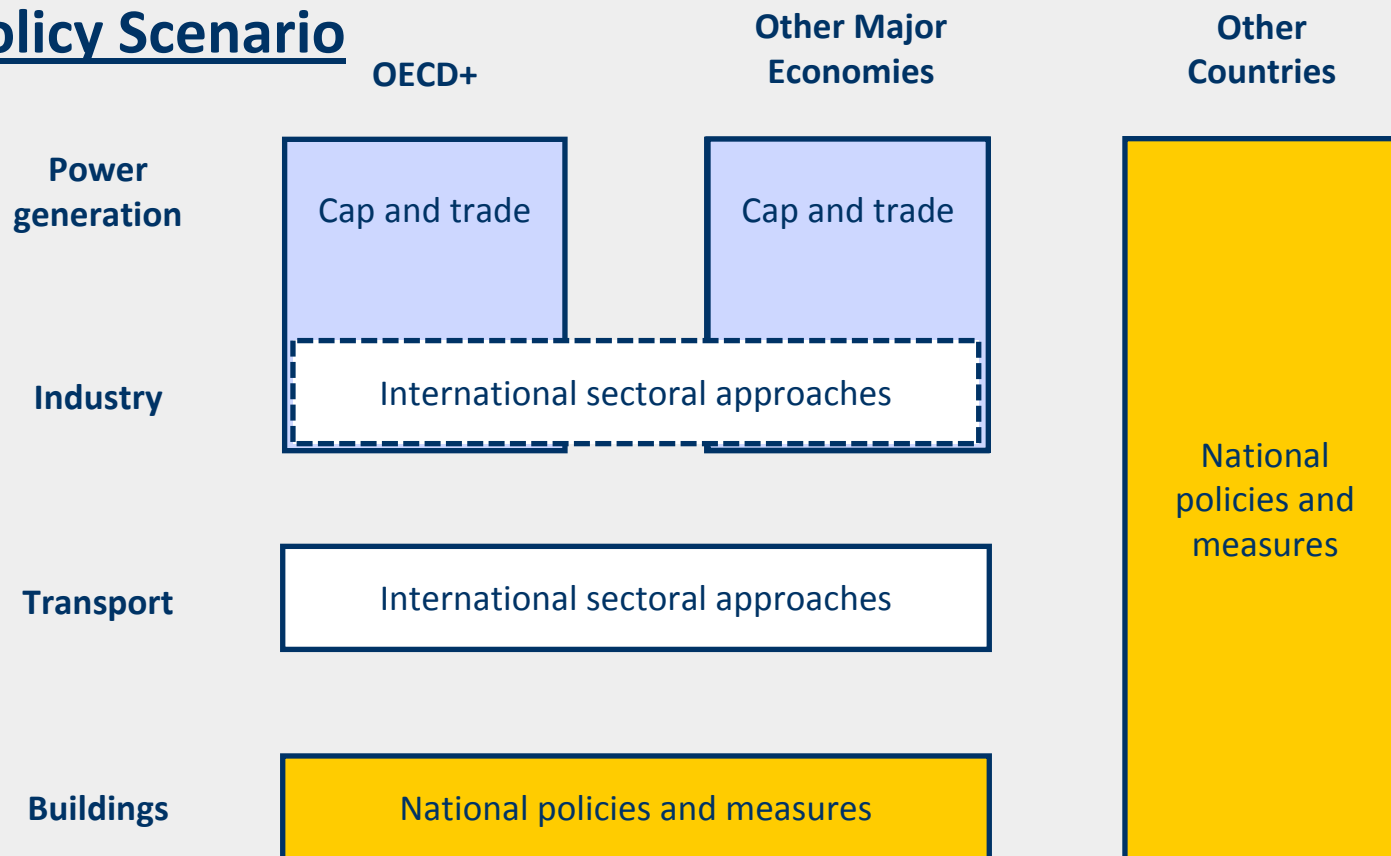 olicy Scenario
OECD+
Other Major
Economies
Other
Countries
Power
generation
Cap and trade
Cap and trade
Industry
International sectoral approaches
National
policies and
measures
Transport
International sectoral approaches
Buildings
National policies and measures